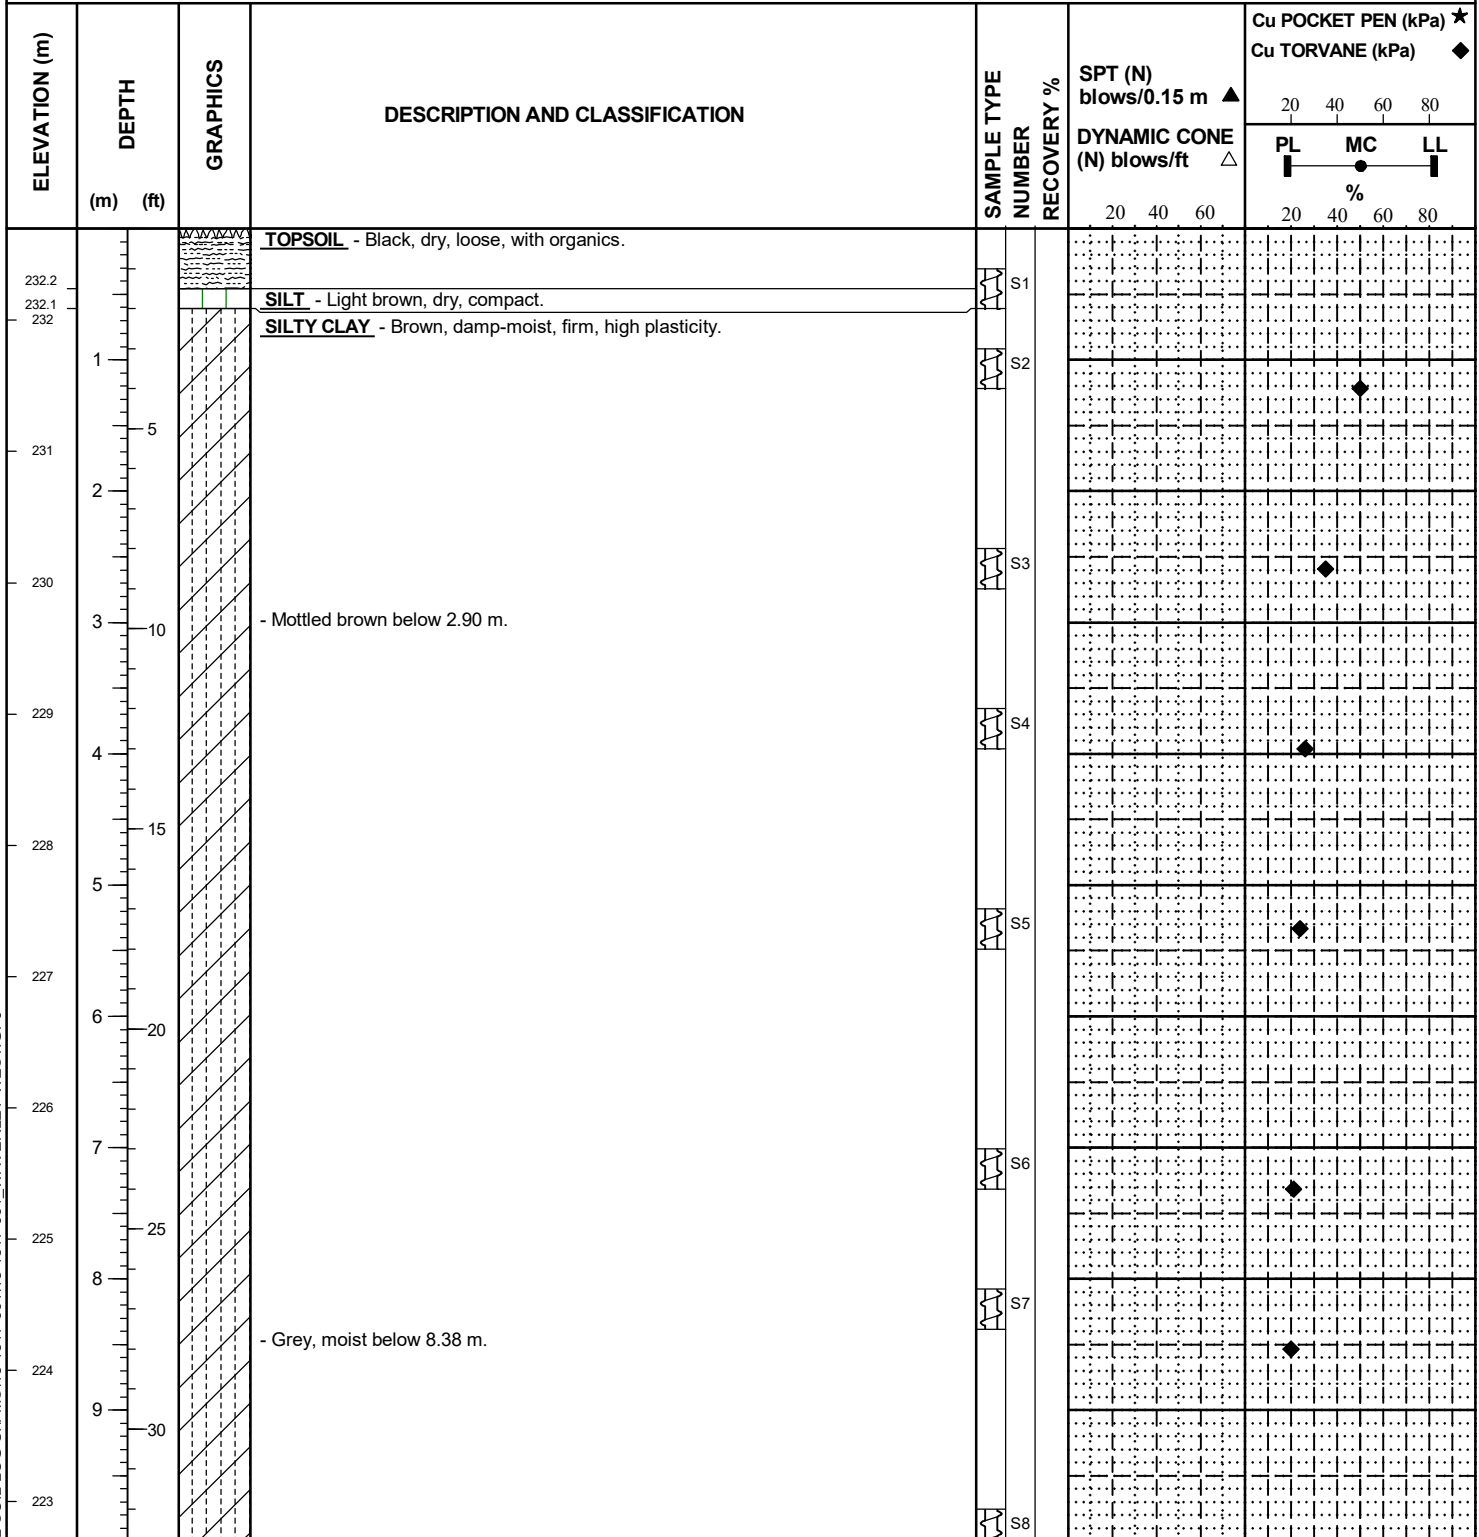 ELEVATION (m)
DEPTH
(m) (ft)
GRAPHICS
DESCRIPTION AND CLASSIFICATION
SAMPLE TYPE
NUMBER
RECOVERY %
SPT (N)
blows/0.15 m ▲
DYNAMIC CONE
(N) blows/ft △
20 40 60
Cu POCKET PEN (kPa) ★
Cu TORVANE (kPa) ◆
20 40 60 80
PL MC LL
%
20 40 60 80
TOPSOIL - Black, dry, loose, with organics.
232.2
S1
SILT - Light brown, dry, compact.
232.1
232
SILTY CLAY - Brown, damp-moist, firm, high plasticity.
1
S2
5
231
2
S3
230
- Mottled brown below 2.90 m.
3
10
229
S4
4
15
228
5
S5
227
6
20
226
7
S6
25
225
8
S7
- Grey, moist below 8.38 m.
224
9
30
223
S8